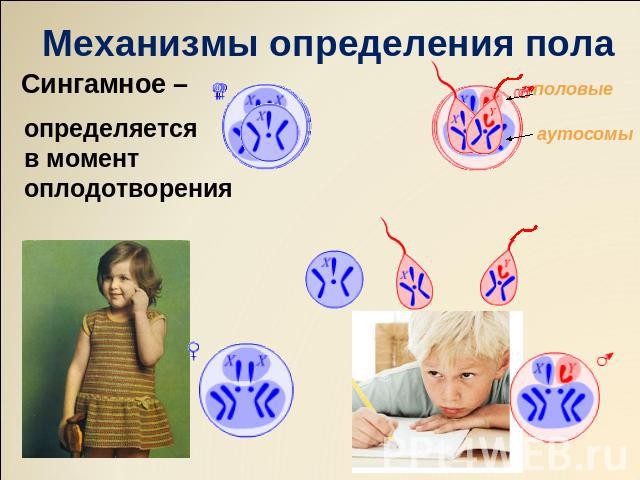 Механизмы определения пола
Сингамное –
определяется
в момент
оплодотворения
половые
аутосомы
X X
X
X
Y
X
X
Y
X X
X
Y
PPt4WEB.ru